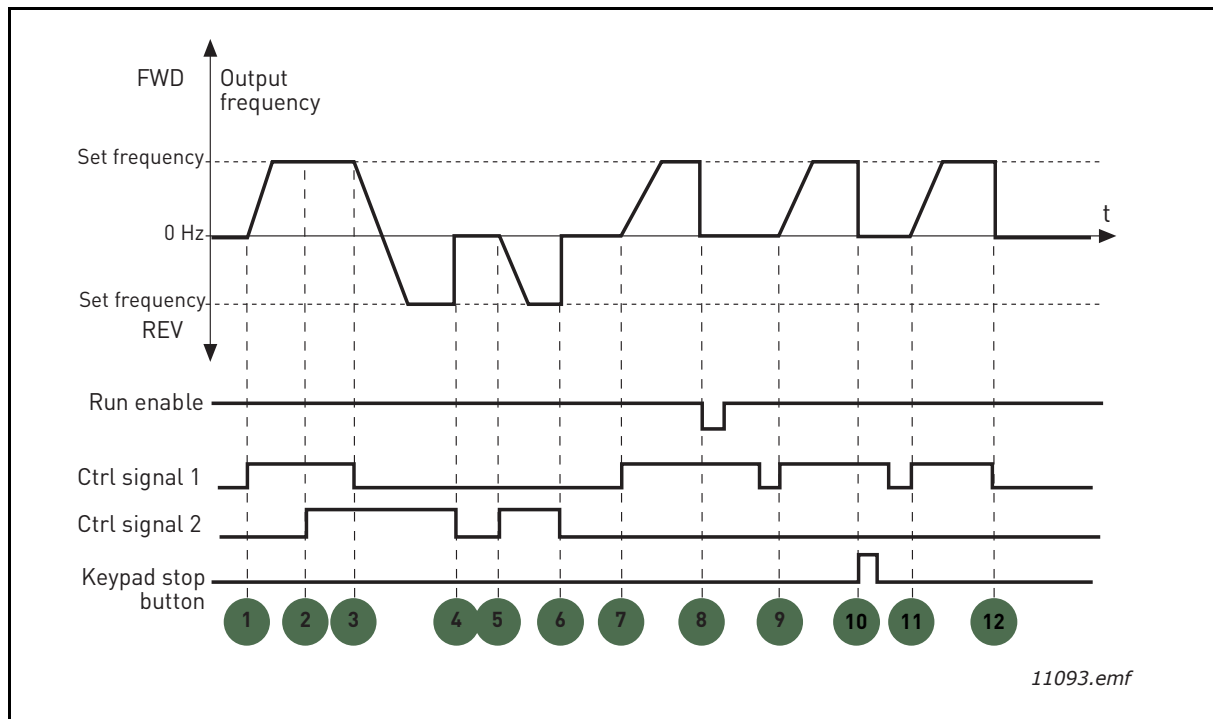 FWD
Output
frequency
Set frequency
0 Hz
t
Set frequency
REV
Run enable
Ctrl signal 1
Ctrl signal 2
Keypad stop
button
1 2 3 4 5 6 7 8 9 10 11 12
11093.emf